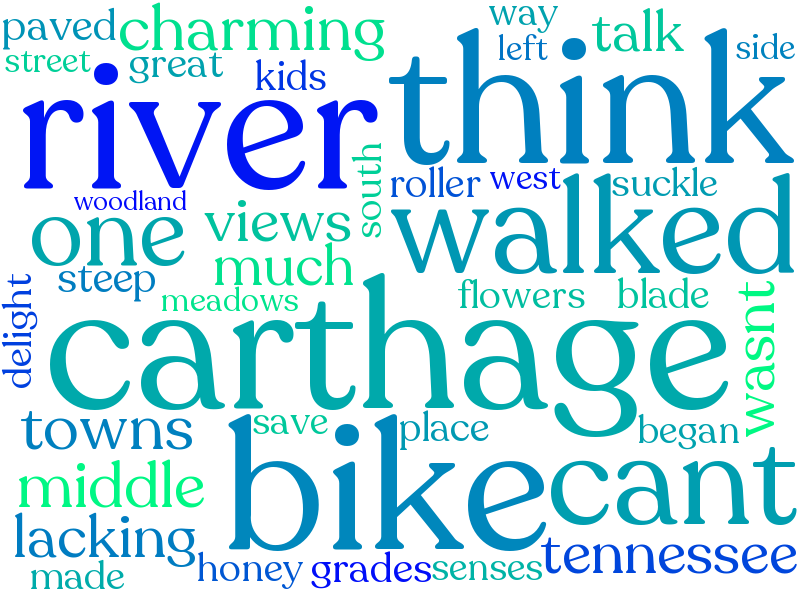 paved charming way talk
left side
street great kids
river think
south
roller west suckle
woodland
one views walked
steep much
delight meadows flowers blade wasnt
carthage
towns save place began
middle bike cant
lacking
made honey grades senses tennessee